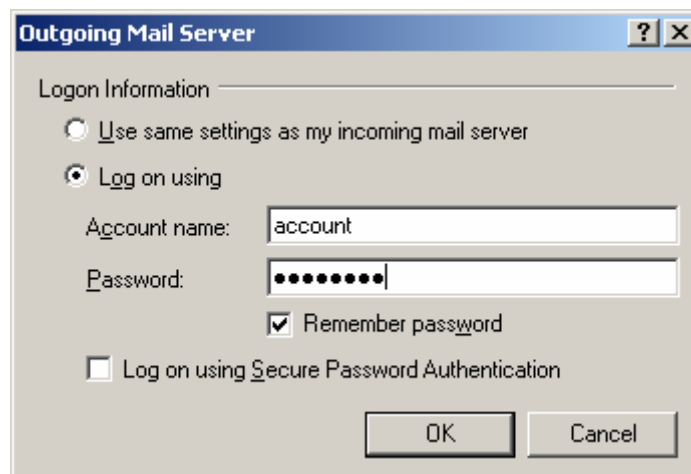 Outgoing Mail Server
Logon Information
Use same settings as my incoming mail server
Log on using
Account name: account
Password: ●●●●●●●●
Remember password
Log on using Secure Password Authentication
OK Cancel